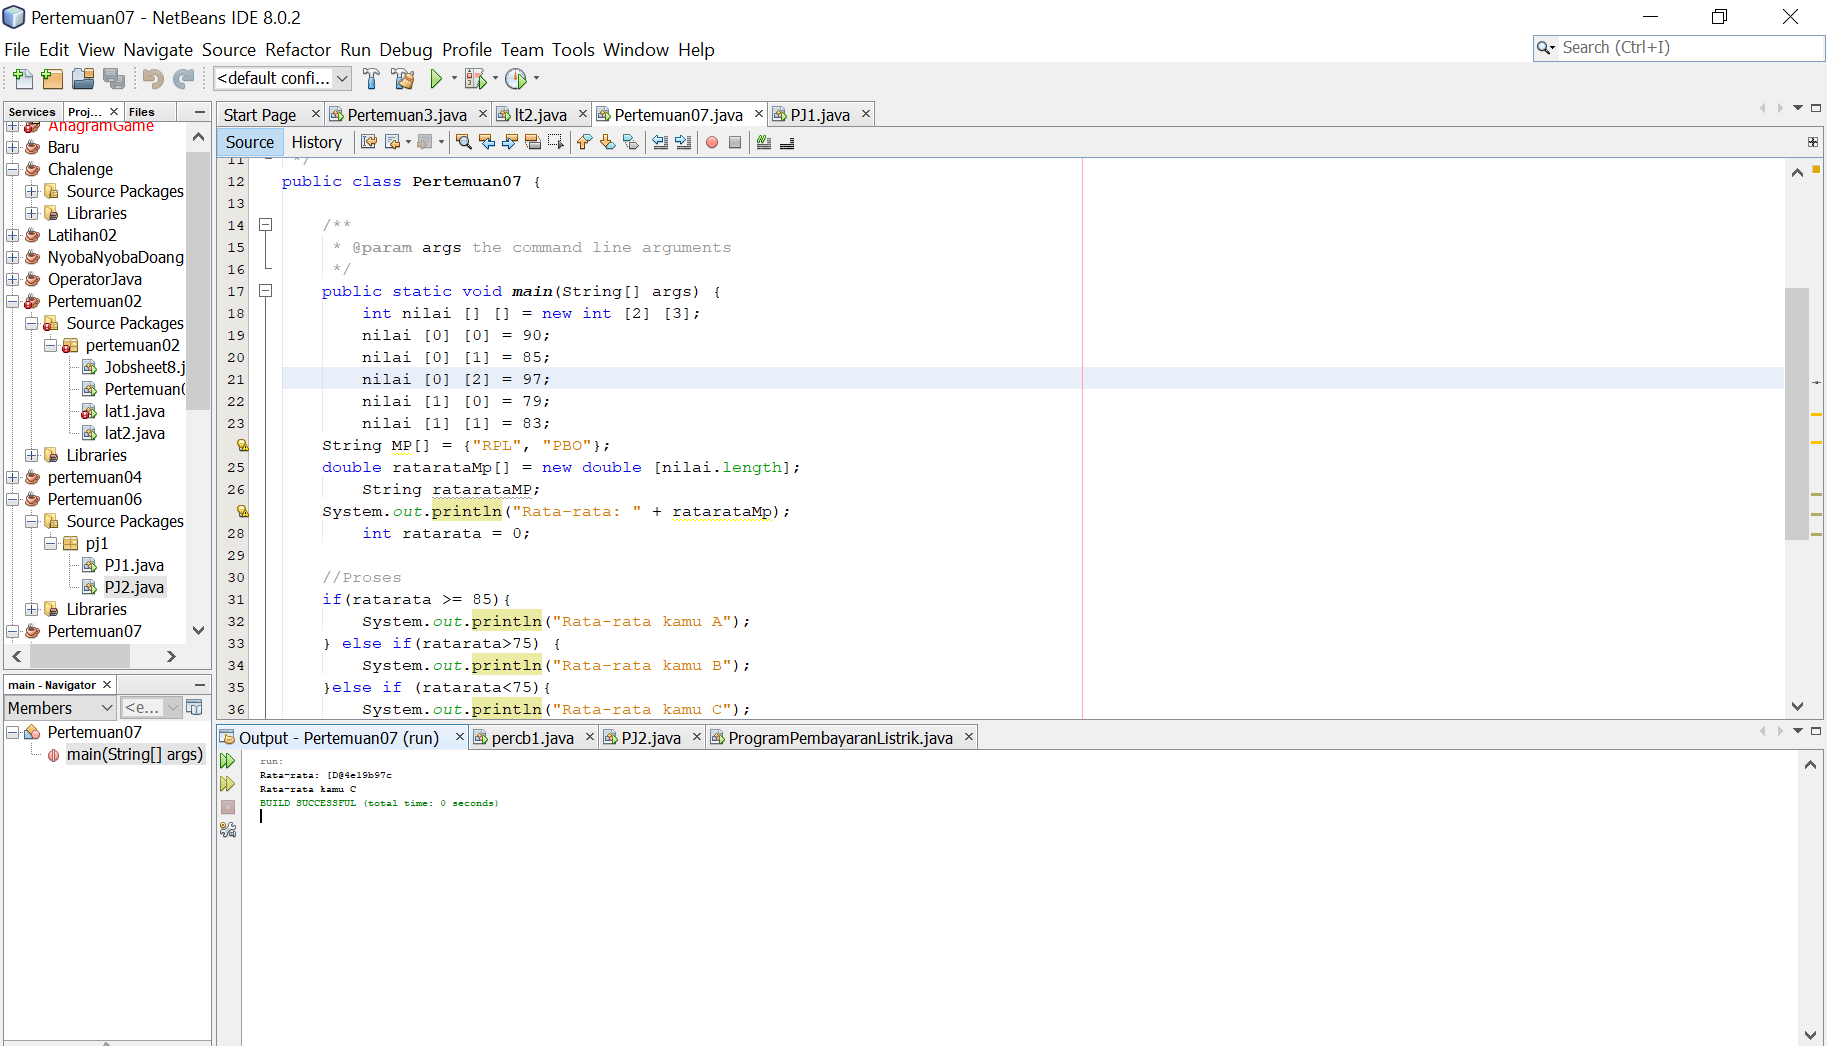 Pertemuan07 - NetBeans IDE 8.0.2
File Edit View Navigate Source Refactor Run Debug Profile Team Tools Window Help
Search (Ctrl+I)
<default confi...
Services Proj... × Files
AnagramGame
Baru
Chalenge
Source Packages
Libraries
Latihan02
NyobaNyobaDoang
OperatorJava
Pertemuan02
Source Packages
pertemuan02
Jobsheet8.j
Pertemuan0
lat1.java
lat2.java
Libraries
pertemuan04
Pertemuan06
Source Packages
pj1
PJ1.java
PJ2.java
Libraries
Pertemuan07
main - Navigator ×
Members <e...
Pertemuan07
main(String[] args)
Start Page × Pertemuan3.java × lt2.java × Pertemuan07.java × PJ1.java ×
Source History
11 */
12 public class Pertemuan07 {
13
14 /**
15 * @param args the command line arguments
16 */
17 public static void main(String[] args) {
18 int nilai [] [] = new int [2] [3];
19 nilai [0] [0] = 90;
20 nilai [0] [1] = 85;
21 nilai [0] [2] = 97;
22 nilai [1] [0] = 79;
23 nilai [1] [1] = 83;
String MP[] = {"RPL", "PBO"};
25 double ratarataMp[] = new double [nilai.length];
26 String ratarataMP;
System.out.println("Rata-rata: " + ratarataMp);
28 int ratarata = 0;
29
30 //Proses
31 if(ratarata >= 85){
32 System.out.println("Rata-rata kamu A");
33 } else if(ratarata>75) {
34 System.out.println("Rata-rata kamu B");
35 }else if (ratarata<75){
36 System.out.println("Rata-rata kamu C");
Output - Pertemuan07 (run) × percb1.java × PJ2.java × ProgramPembayaranListrik.java ×
run:
Rata-rata: [D@4e19b97c
Rata-rata kamu C
BUILD SUCCESSFUL (total time: 0 seconds)